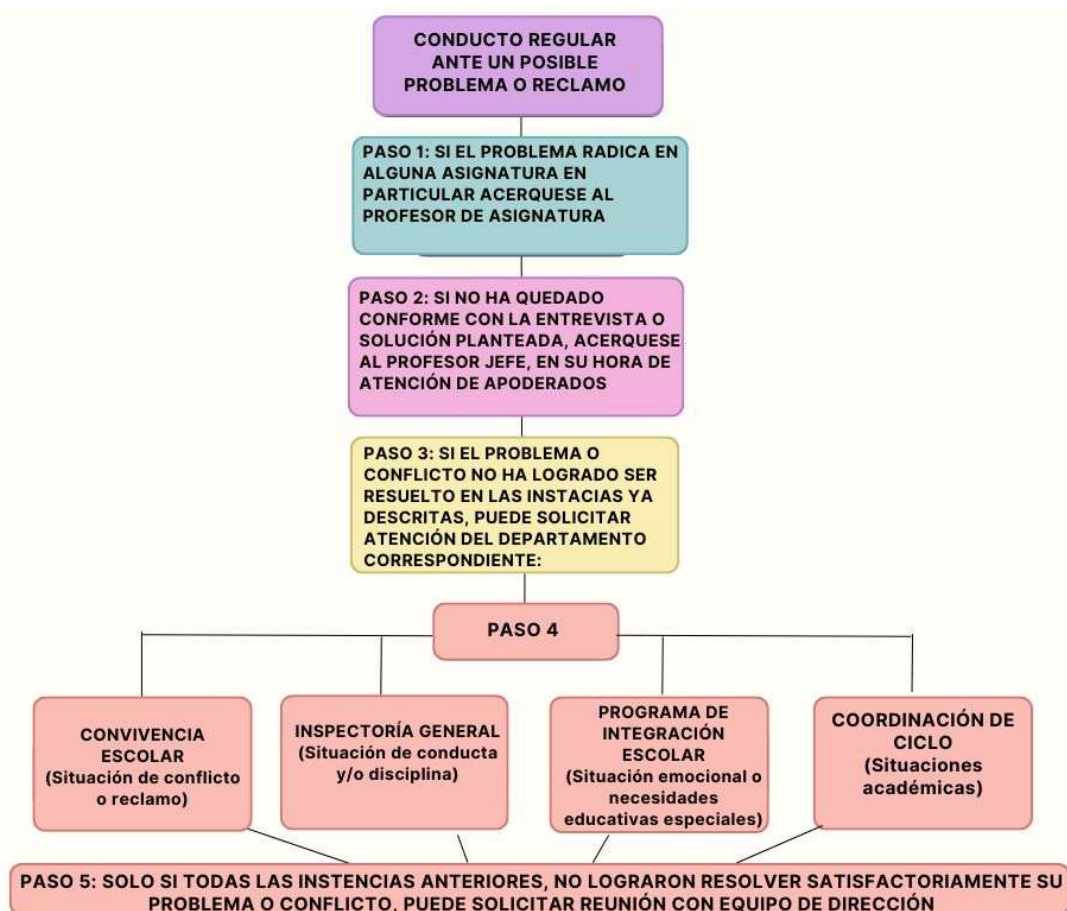 CONDUCTO REGULAR
ANTE UN POSIBLE
PROBLEMA O RECLAMO
PASO 1: SI EL PROBLEMA RADICA EN
ALGUNA ASIGNATURA EN
PARTICULAR ACERQUESE AL
PROFESOR DE ASIGNATURA
PASO 2: SI NO HA QUEDADO
CONFORME CON LA ENTREVISTA O
SOLUCIÓN PLANTEADA, ACERQUESE
AL PROFESOR JEFE, EN SU HORA DE
ATENCIÓN DE APODERADOS
PASO 3: SI EL PROBLEMA O
CONFLICTO NO HA LOGRADO SER
RESUELTO EN LAS INSTACIAS YA
DESCRITAS, PUEDE SOLICITAR
ATENCIÓN DEL DEPARTAMENTO
CORRESPONDIENTE:
PASO 4
CONVIVENCIA
ESCOLAR
(Situación de conflicto
o reclamo)
INSPECTORÍA GENERAL
(Situación de conducta
y/o disciplina)
PROGRAMA DE
INTEGRACIÓN
ESCOLAR
(Situación emocional o
necesidades
educativas especiales)
COORDINACIÓN DE
CICLO
(Situaciones
académicas)
PASO 5: SOLO SI TODAS LAS INSTENCIAS ANTERIORES, NO LOGRARON RESOLVER SATISFACTORIAMENTE SU
PROBLEMA O CONFLICTO, PUEDE SOLICITAR REUNIÓN CON EQUIPO DE DIRECCIÓN